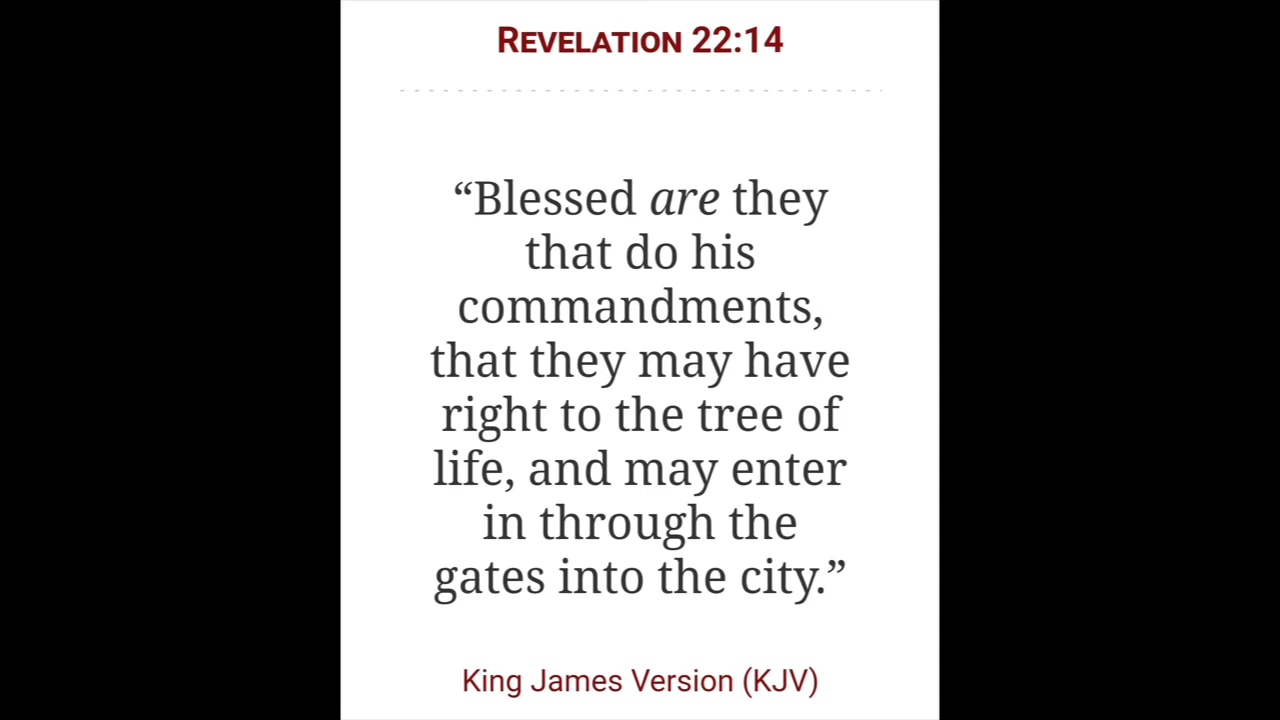 REVELATION 22:14
“Blessed are they
that do his
commandments,
that they may have
right to the tree of
life, and may enter
in through the
gates into the city.”
King James Version (KJV)